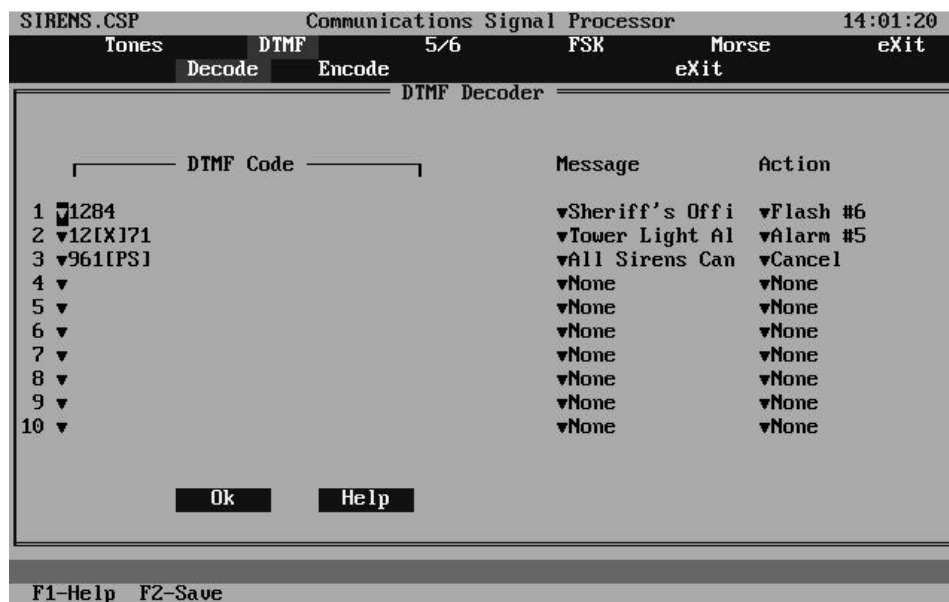 SIRENS.CSP Communications Signal Processor 14:01:20
Tones DTMF 5/6 FSK Morse eXit
Decode Encode eXit
DTMF Decoder
DTMF Code Message Action
1 ▼1284 ▼Sheriff's Offi ▼Flash #6
2 ▼12[X]71 ▼Tower Light Al ▼Alarm #5
3 ▼961[PS] ▼All Sirens Can ▼Cancel
4 ▼ ▼None ▼None
5 ▼ ▼None ▼None
6 ▼ ▼None ▼None
7 ▼ ▼None ▼None
8 ▼ ▼None ▼None
9 ▼ ▼None ▼None
10 ▼ ▼None ▼None
Ok Help
F1-Help F2-Save